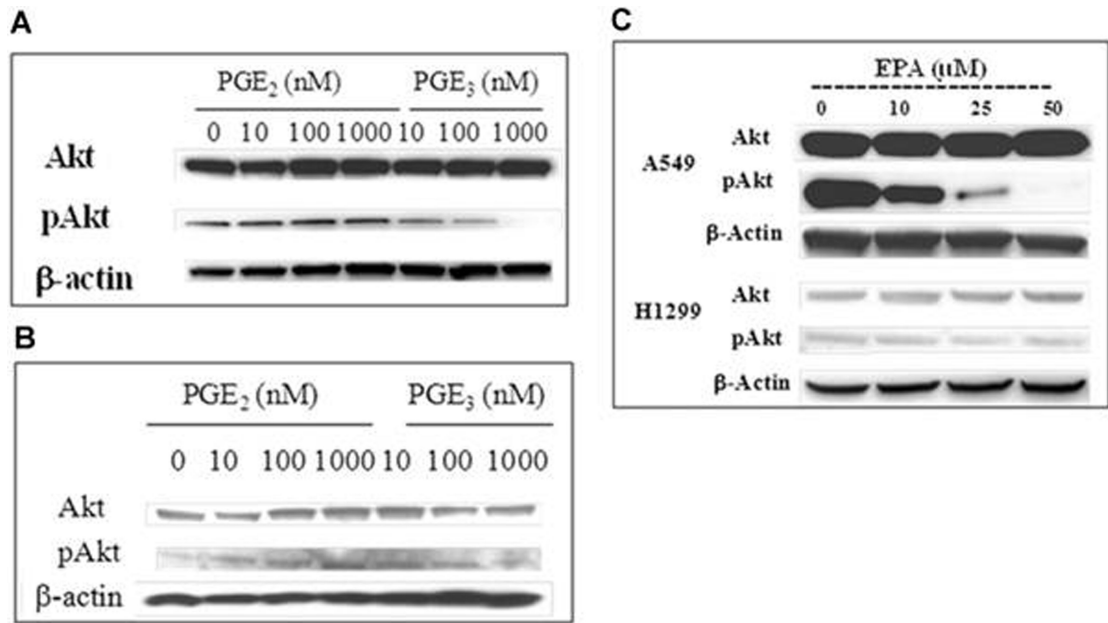 A
PGE₂ (nM) PGE₃ (nM)
0 10 100 1000 10 100 1000
Akt
pAkt
β-actin
B
PGE₂ (nM) PGE₃ (nM)
0 10 100 1000 10 100 1000
Akt
pAkt
β-actin
C
EPA (μM)
0 10 25 50
A549
Akt
pAkt
β-Actin
H1299
Akt
pAkt
β-Actin